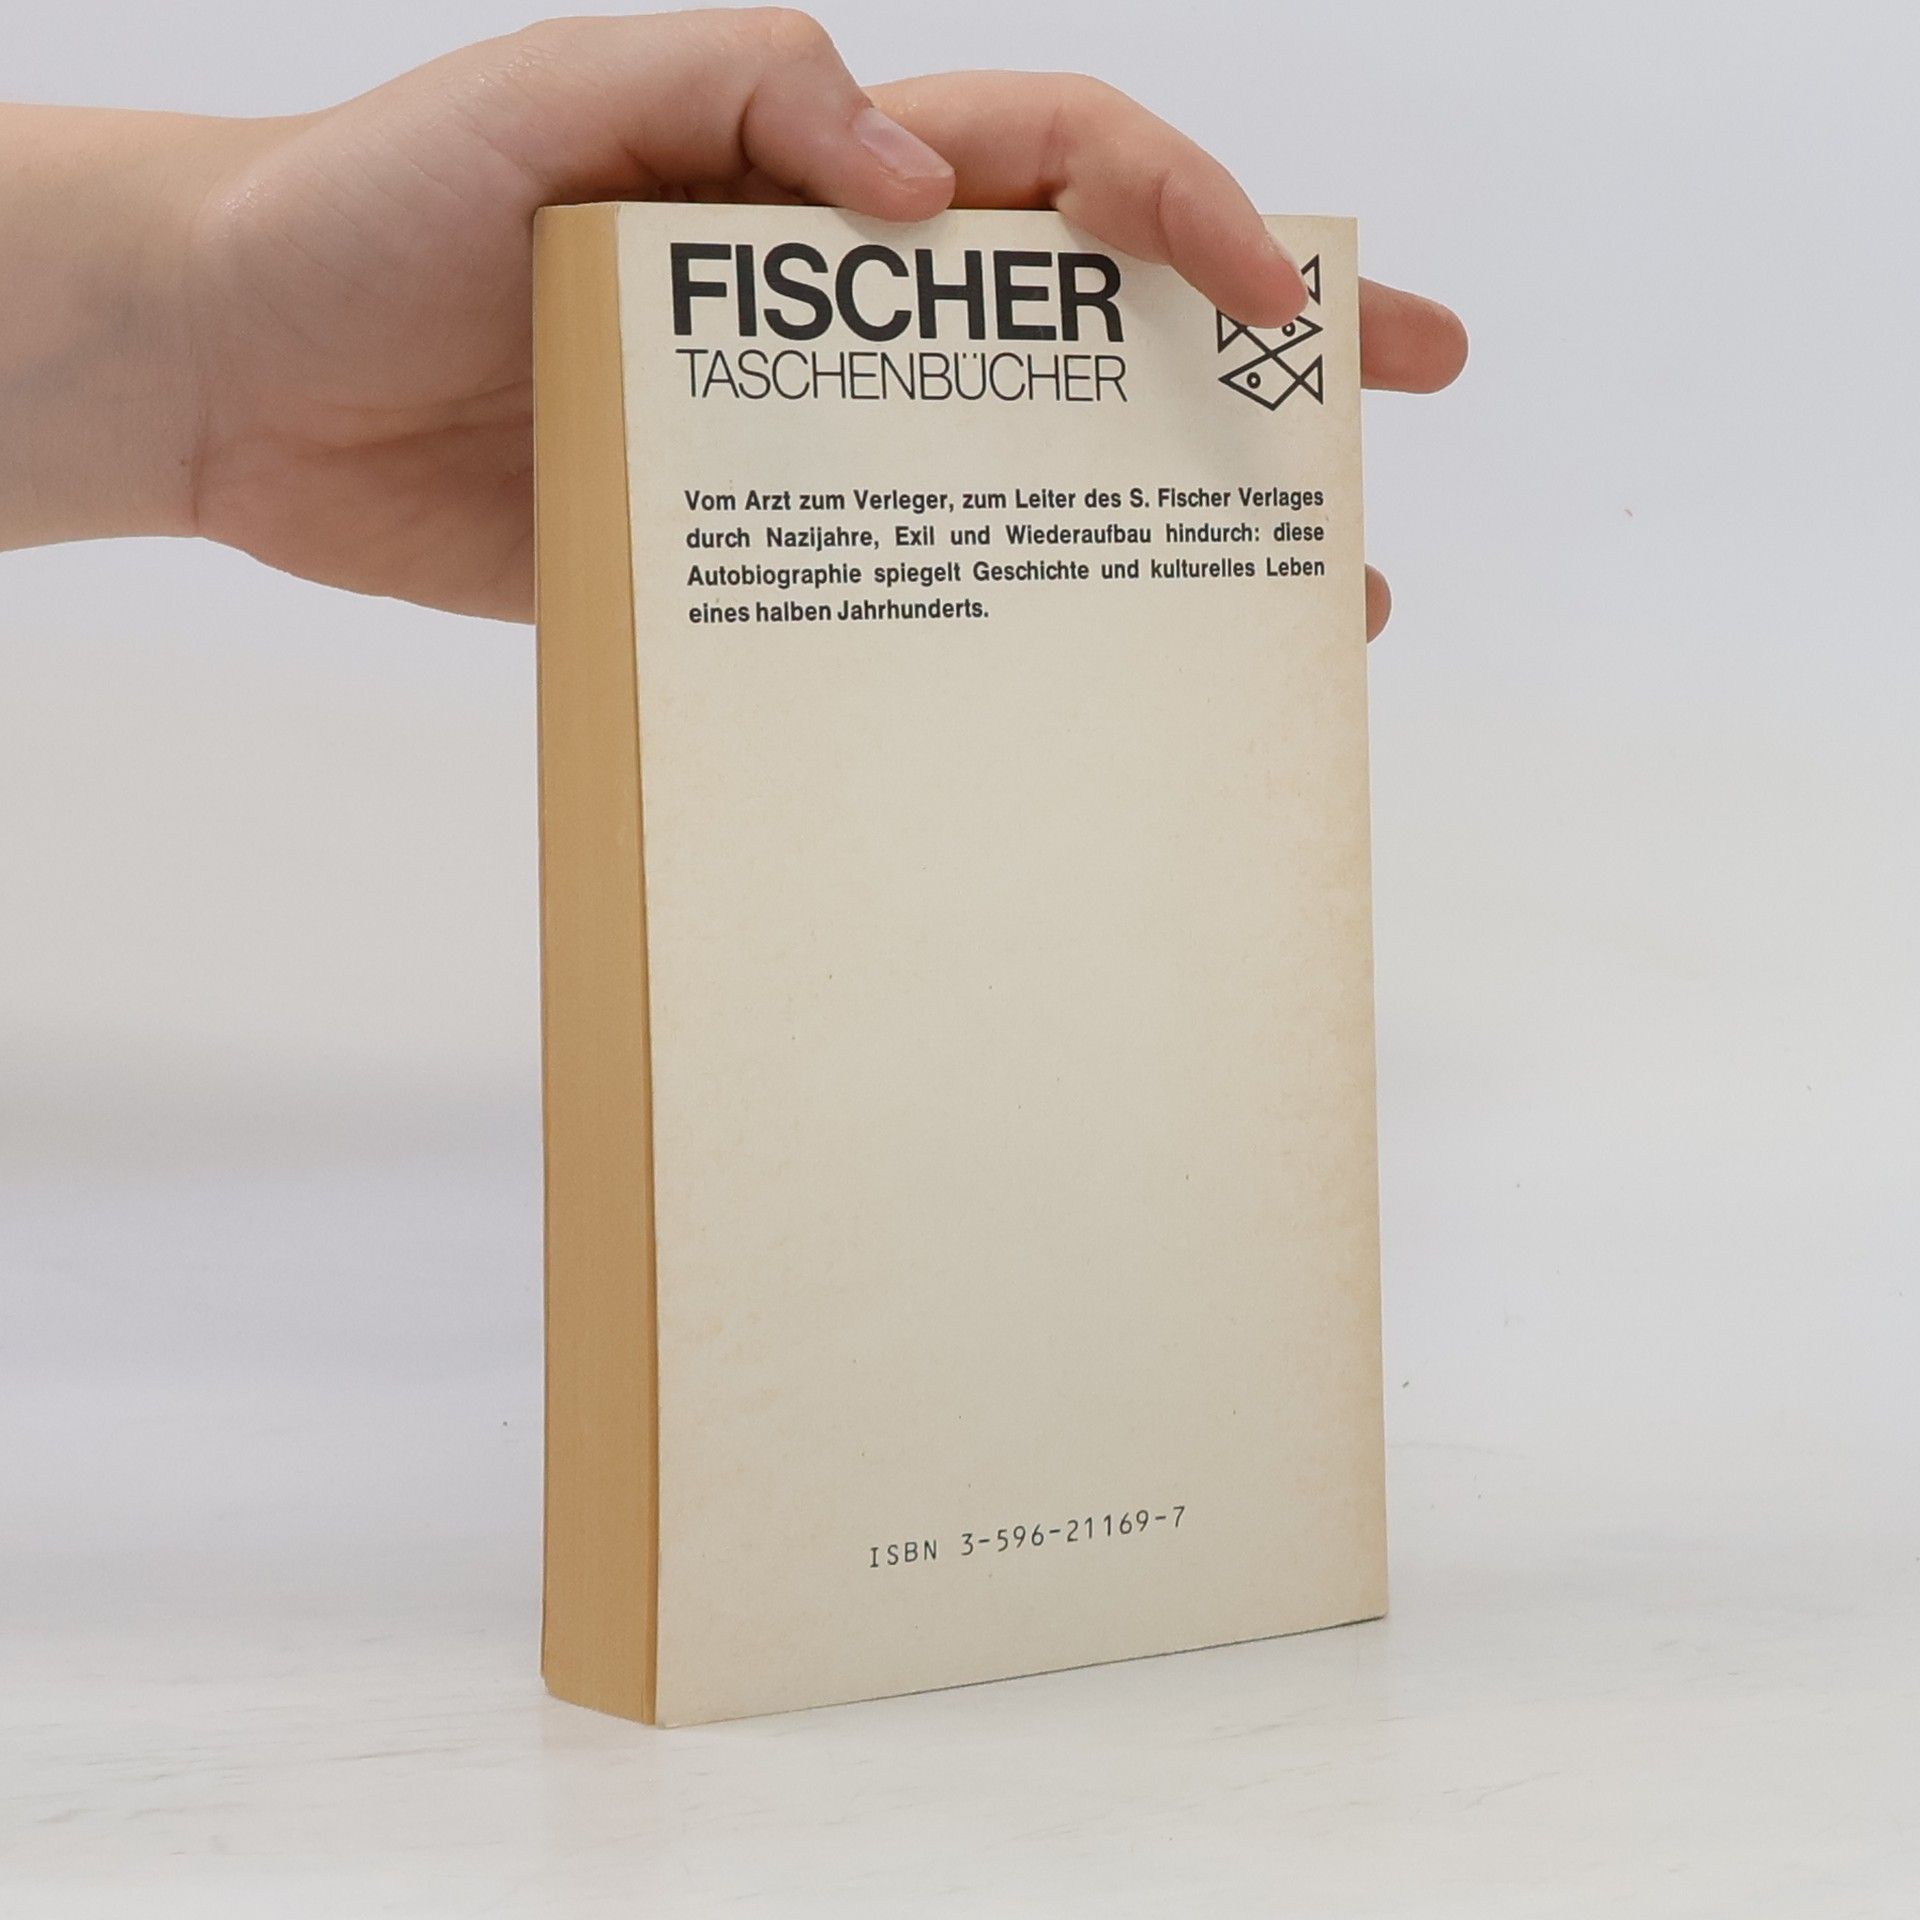 FISCHER
TASCHENBÜCHER
Vom Arzt zum Verleger, zum Leiter des S. Fischer Verlages
durch Nazijahre, Exil und Wiederaufbau hindurch: diese
Autobiographie spiegelt Geschichte und kulturelles Leben
eines halben Jahrhunderts.
ISBN 3-596-21169-7